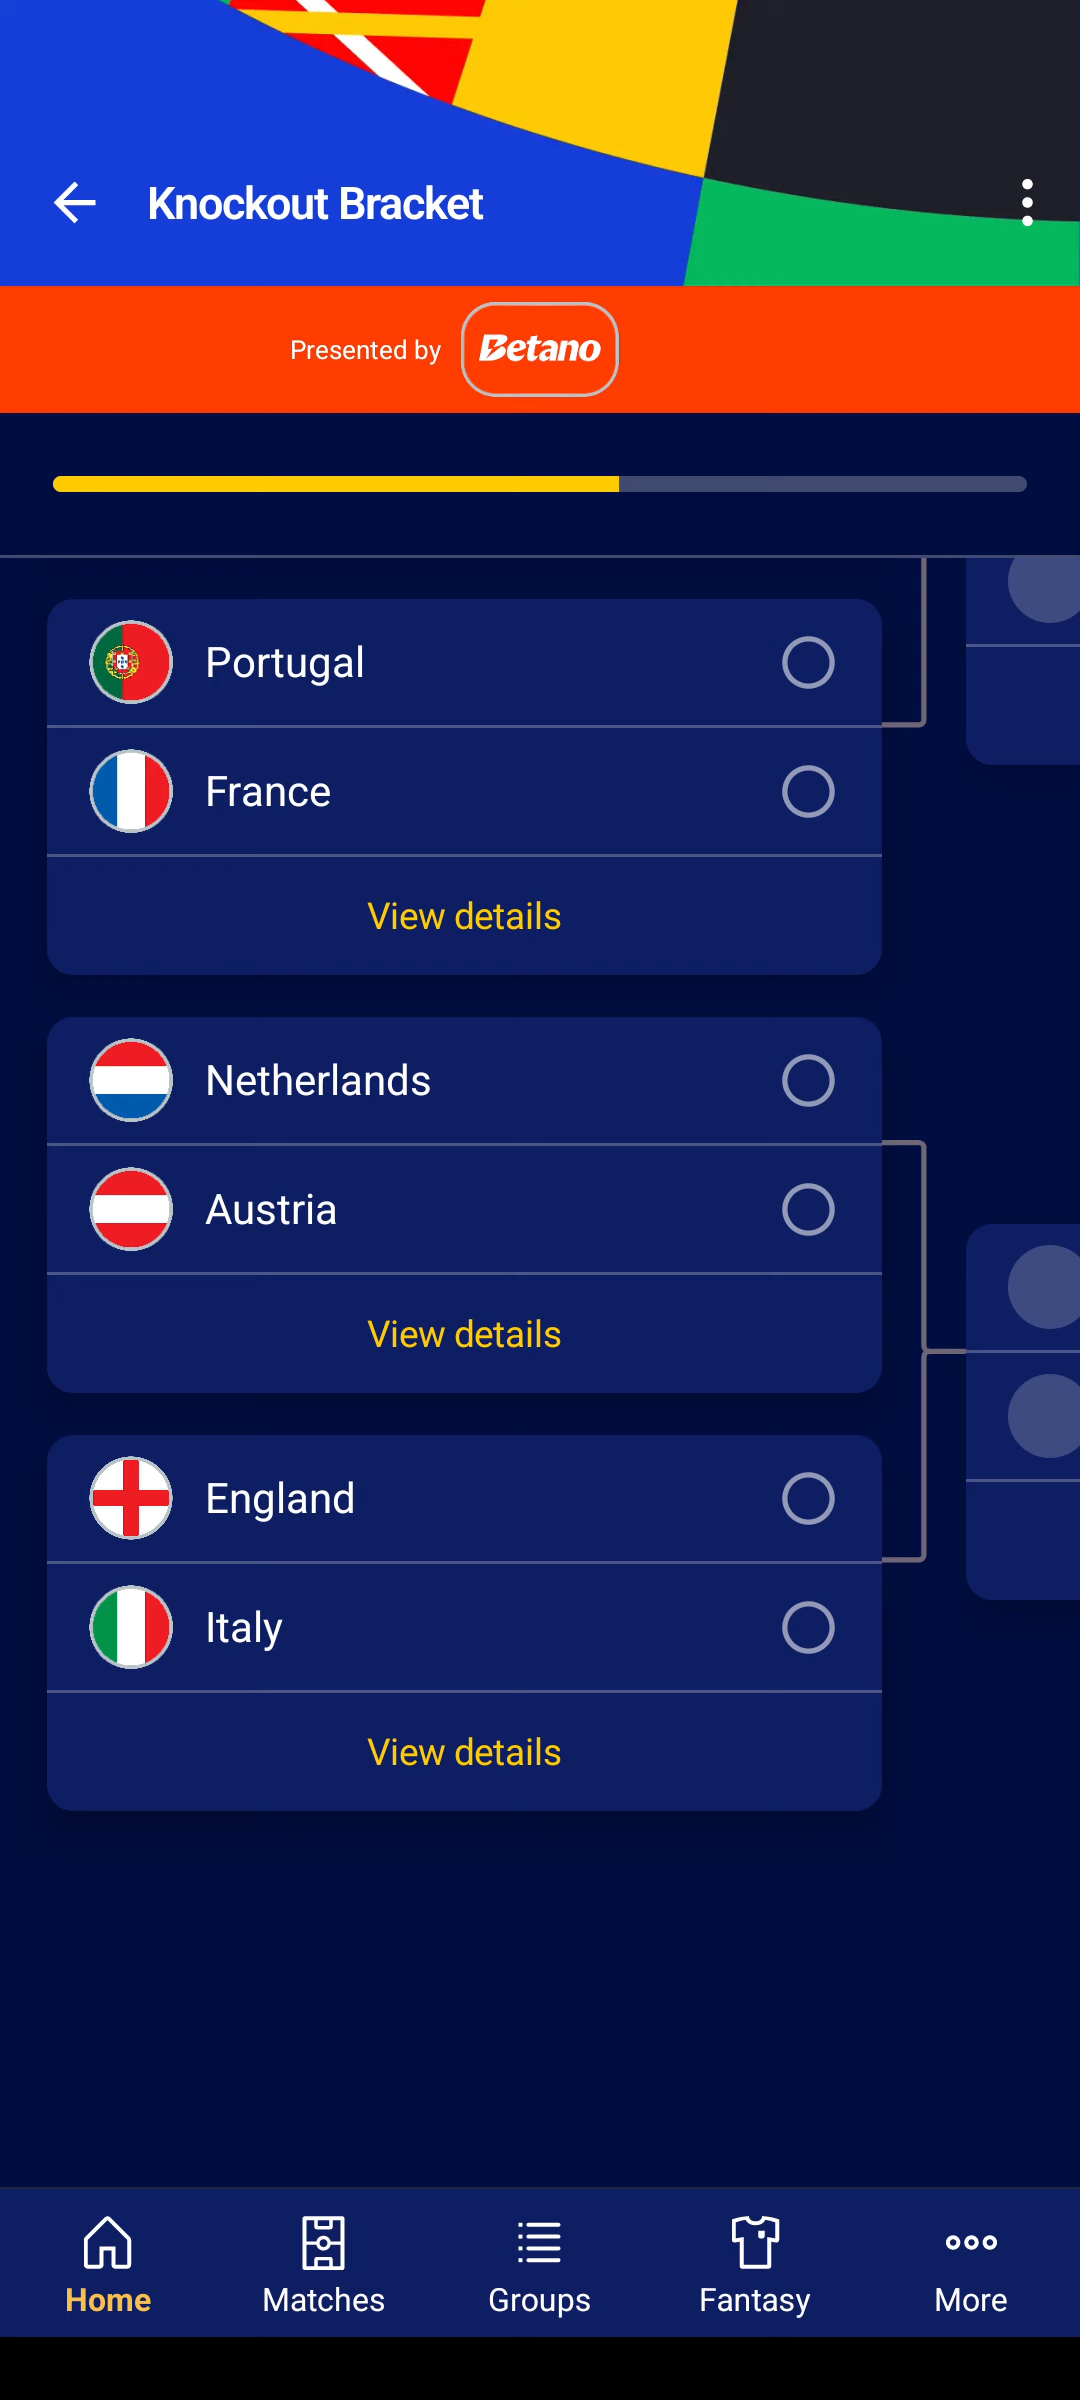 Knockout Bracket
Presented by Betano
Portugal
France
View details
Netherlands
Austria
View details
England
Italy
View details
Home Matches Groups Fantasy More